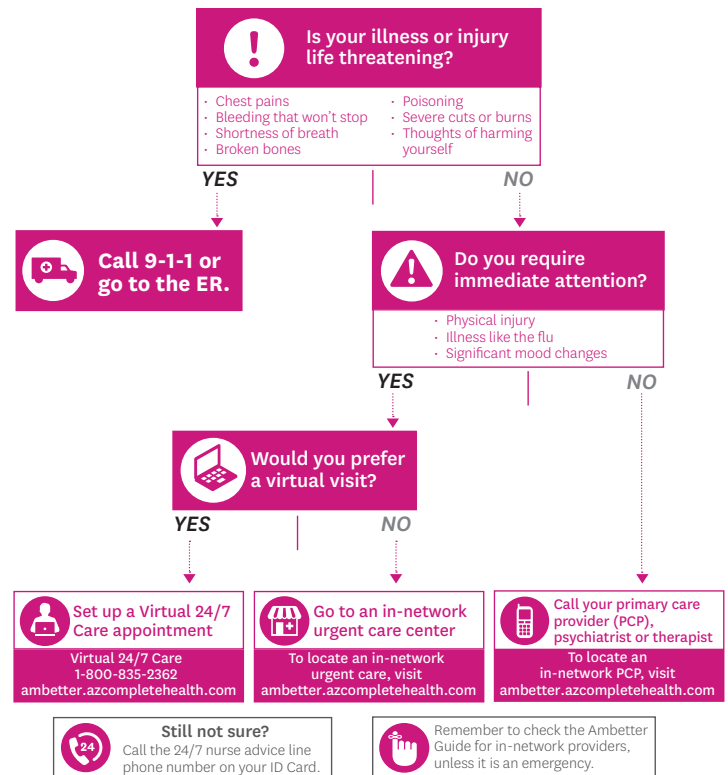 Is your illness or injury
life threatening?
· Chest pains
· Bleeding that won't stop
· Shortness of breath
· Broken bones
· Poisoning
· Severe cuts or burns
· Thoughts of harming
yourself
YES
NO
Call 9-1-1 or
go to the ER.
Do you require
immediate attention?
· Physical injury
· Illness like the flu
· Significant mood changes
YES
NO
Would you prefer
a virtual visit?
YES
NO
Set up a Virtual 24/7
Care appointment
Virtual 24/7 Care
1-800-835-2362
ambetter.azcompletehealth.com
Go to an in-network
urgent care center
To locate an in-network
urgent care, visit
ambetter.azcompletehealth.com
Call your primary care
provider (PCP),
psychiatrist or therapist
To locate an
in-network PCP, visit
ambetter.azcompletehealth.com
24
Still not sure?
Call the 24/7 nurse advice line
phone number on your ID Card.
Remember to check the Ambetter
Guide for in-network providers,
unless it is an emergency.